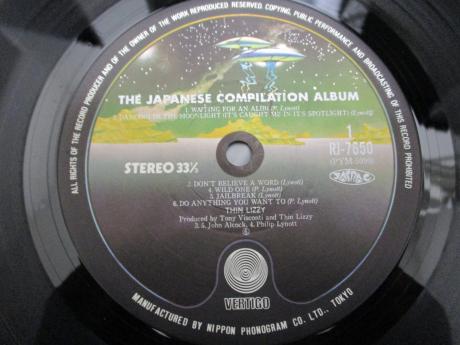 ALL RIGHTS OF THE RECORD PRODUCER AND OF THE OWNER OF THE WORK REPRODUCED RESERVED. COPYING, PUBLIC PERFORMANCE AND BROADCASTING OF THIS RECORD PROHIBITED
THE JAPANESE COMPILATION ALBUM
1. WAITING FOR AN ALIBI (P. Lynott)
2. DANCING IN THE MOONLIGHT (IT'S CAUGHT ME IN IT'S SPOTLIGHT) (Lynott)
1
STEREO 33⅓
RJ-7650
3. DON'T BELIEVE A WORD (Lynott)
4. WILD ONE (P. Lynott)
5. JAILBREAK (Lynott)
6. DO ANYTHING YOU WANT TO (P. Lynott)
THIN LIZZY
Produced by Tony Visconti and Thin Lizzy
3. 5. John Alcock, 4. Philip Lynott
VERTIGO
MANUFACTURED BY NIPPON PHONOGRAM CO. LTD., TOKYO